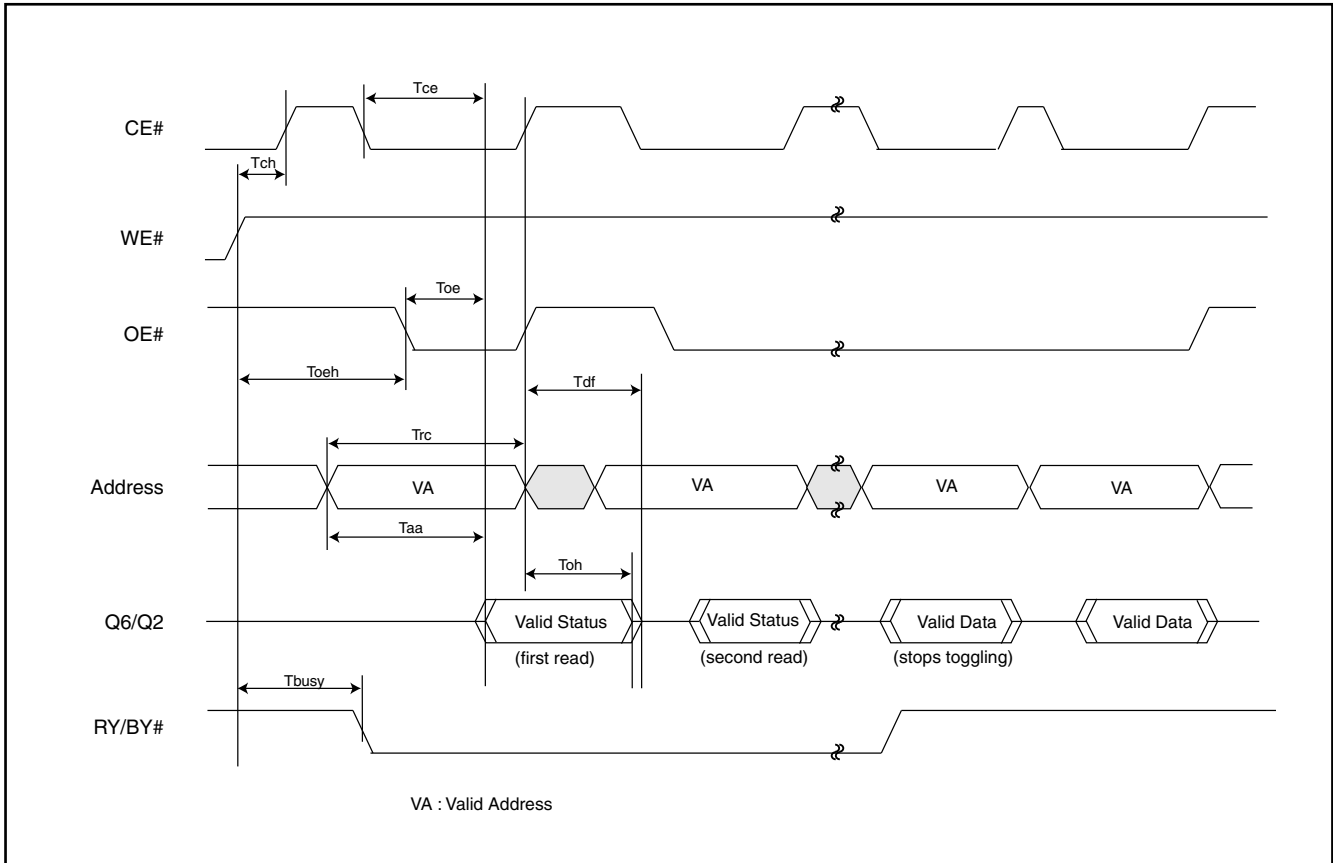 Tce
CE#
Tch
WE#
Toe
OE#
Toeh
Tdf
Trc
Address
VA
VA
VA
VA
Taa
Toh
Q6/Q2
Valid Status
Valid Status
Valid Data
Valid Data
(first read)
(second read)
(stops toggling)
Tbusy
RY/BY#
VA : Valid Address